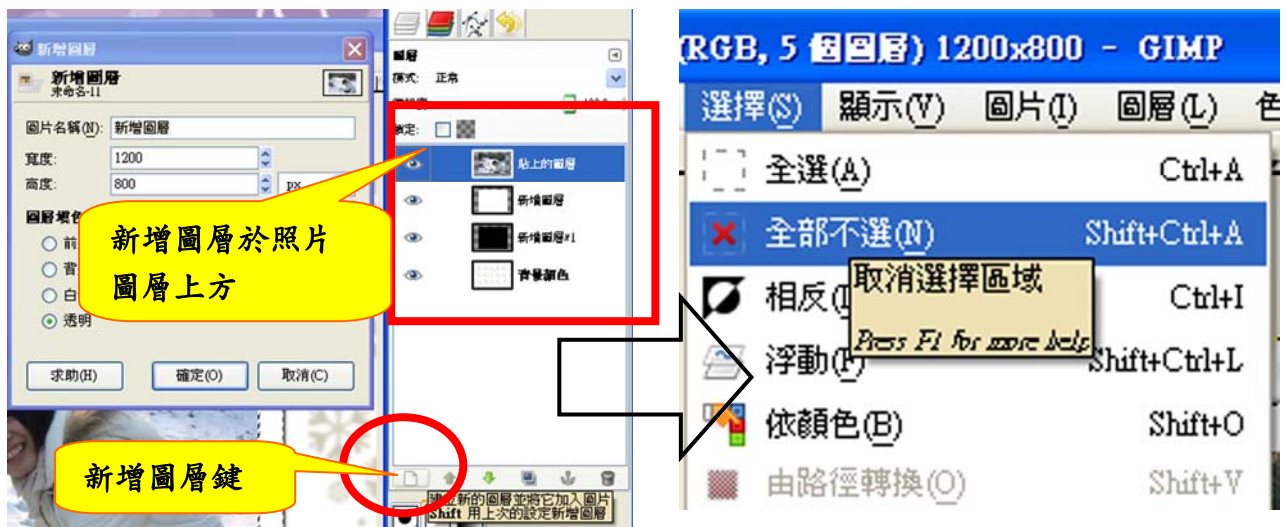 新增圖層
新增圖層
未命名-11
圖片名稱(N): 新增圖層
寬度: 1200
高度: 800 px
圖層填色
前
背
白
透明
求助(H) 確定(O) 取消(C)
圖層
模式: 正常
鎖定:
貼上的圖層
新增圖層
新增圖層#1
背景顏色
新增圖層於照片
圖層上方
新增圖層鍵
建立新的圖層並將它加入圖片
Shift 用上次的設定新增圖層
(RGB, 5 個圖層) 1200x800 - GIMP
選擇(S) 顯示(V) 圖片(I) 圖層(L) 色
全選(A) Ctrl+A
全部不選(N) Shift+Ctrl+A
取消選擇區域
Press F1 for more help
相反(I) Ctrl+I
浮動(F) Shift+Ctrl+L
依顏色(B) Shift+O
由路徑轉換(O) Shift+V